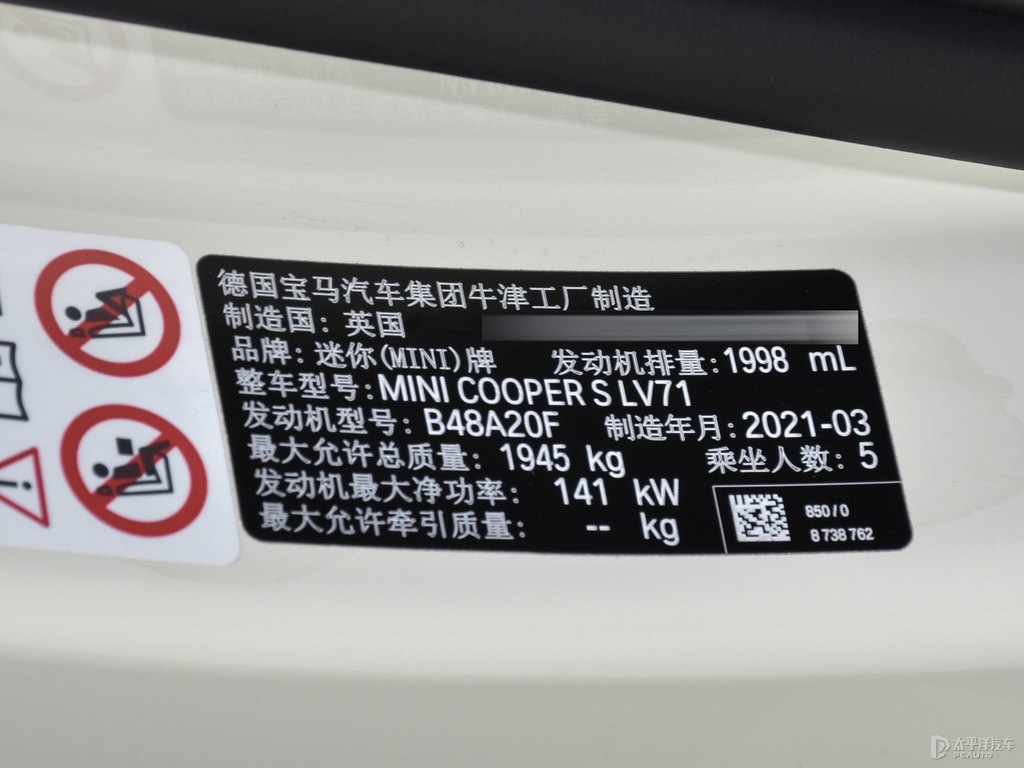 德国宝马汽车集团牛津工厂制造
制造国: 英国
品牌: 迷你(MINI)牌 发动机排量: 1998 mL
整车型号: MINI COOPER S LV71
发动机型号: B48A20F 制造年月: 2021-03
最大允许总质量: 1945 kg 乘坐人数: 5
发动机最大净功率: 141 kW
最大允许牵引质量: -- kg
850/0
8 738 762
太平洋汽车
PCAUTO